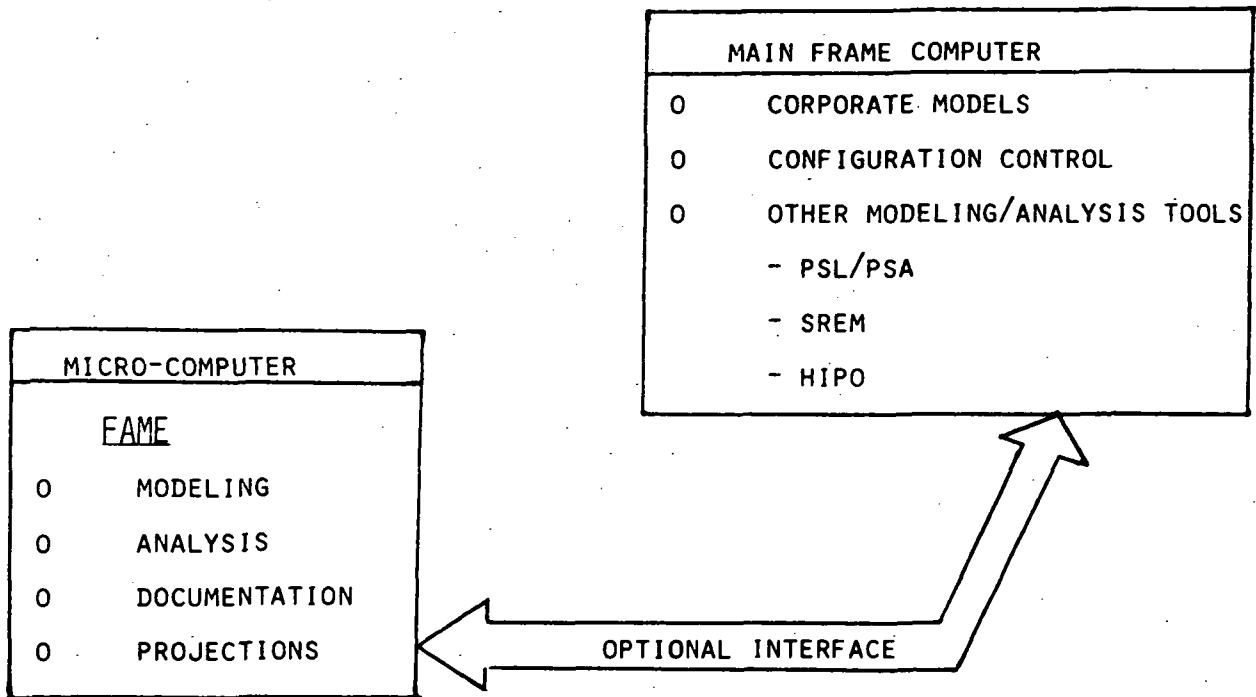 MAIN FRAME COMPUTER
O CORPORATE MODELS
O CONFIGURATION CONTROL
O OTHER MODELING/ANALYSIS TOOLS
- PSL/PSA
- SREM
- HIPO
MICRO-COMPUTER
FAME
O MODELING
O ANALYSIS
O DOCUMENTATION
O PROJECTIONS
OPTIONAL INTERFACE